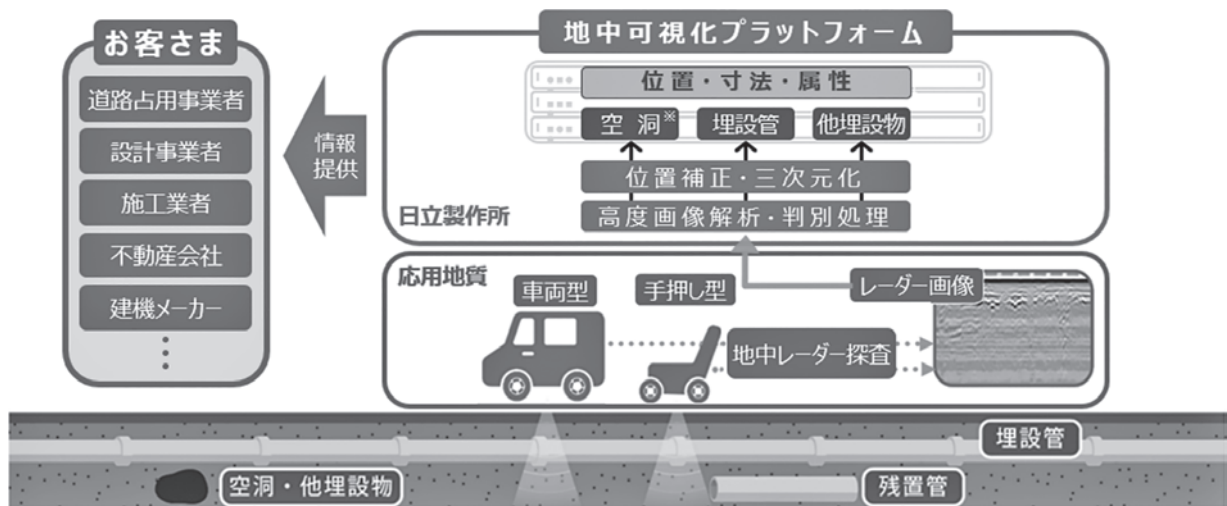 お客さま
道路占用事業者
設計事業者
施工業者
不動産会社
建機メーカー
情報
提供
地中可視化プラットフォーム
位置・寸法・属性
空洞※
埋設管
他埋設物
位置補正・三次元化
高度画像解析・判別処理
日立製作所
応用地質
車両型
手押し型
レーダー画像
地中レーダー探査
埋設管
空洞・他埋設物
残置管